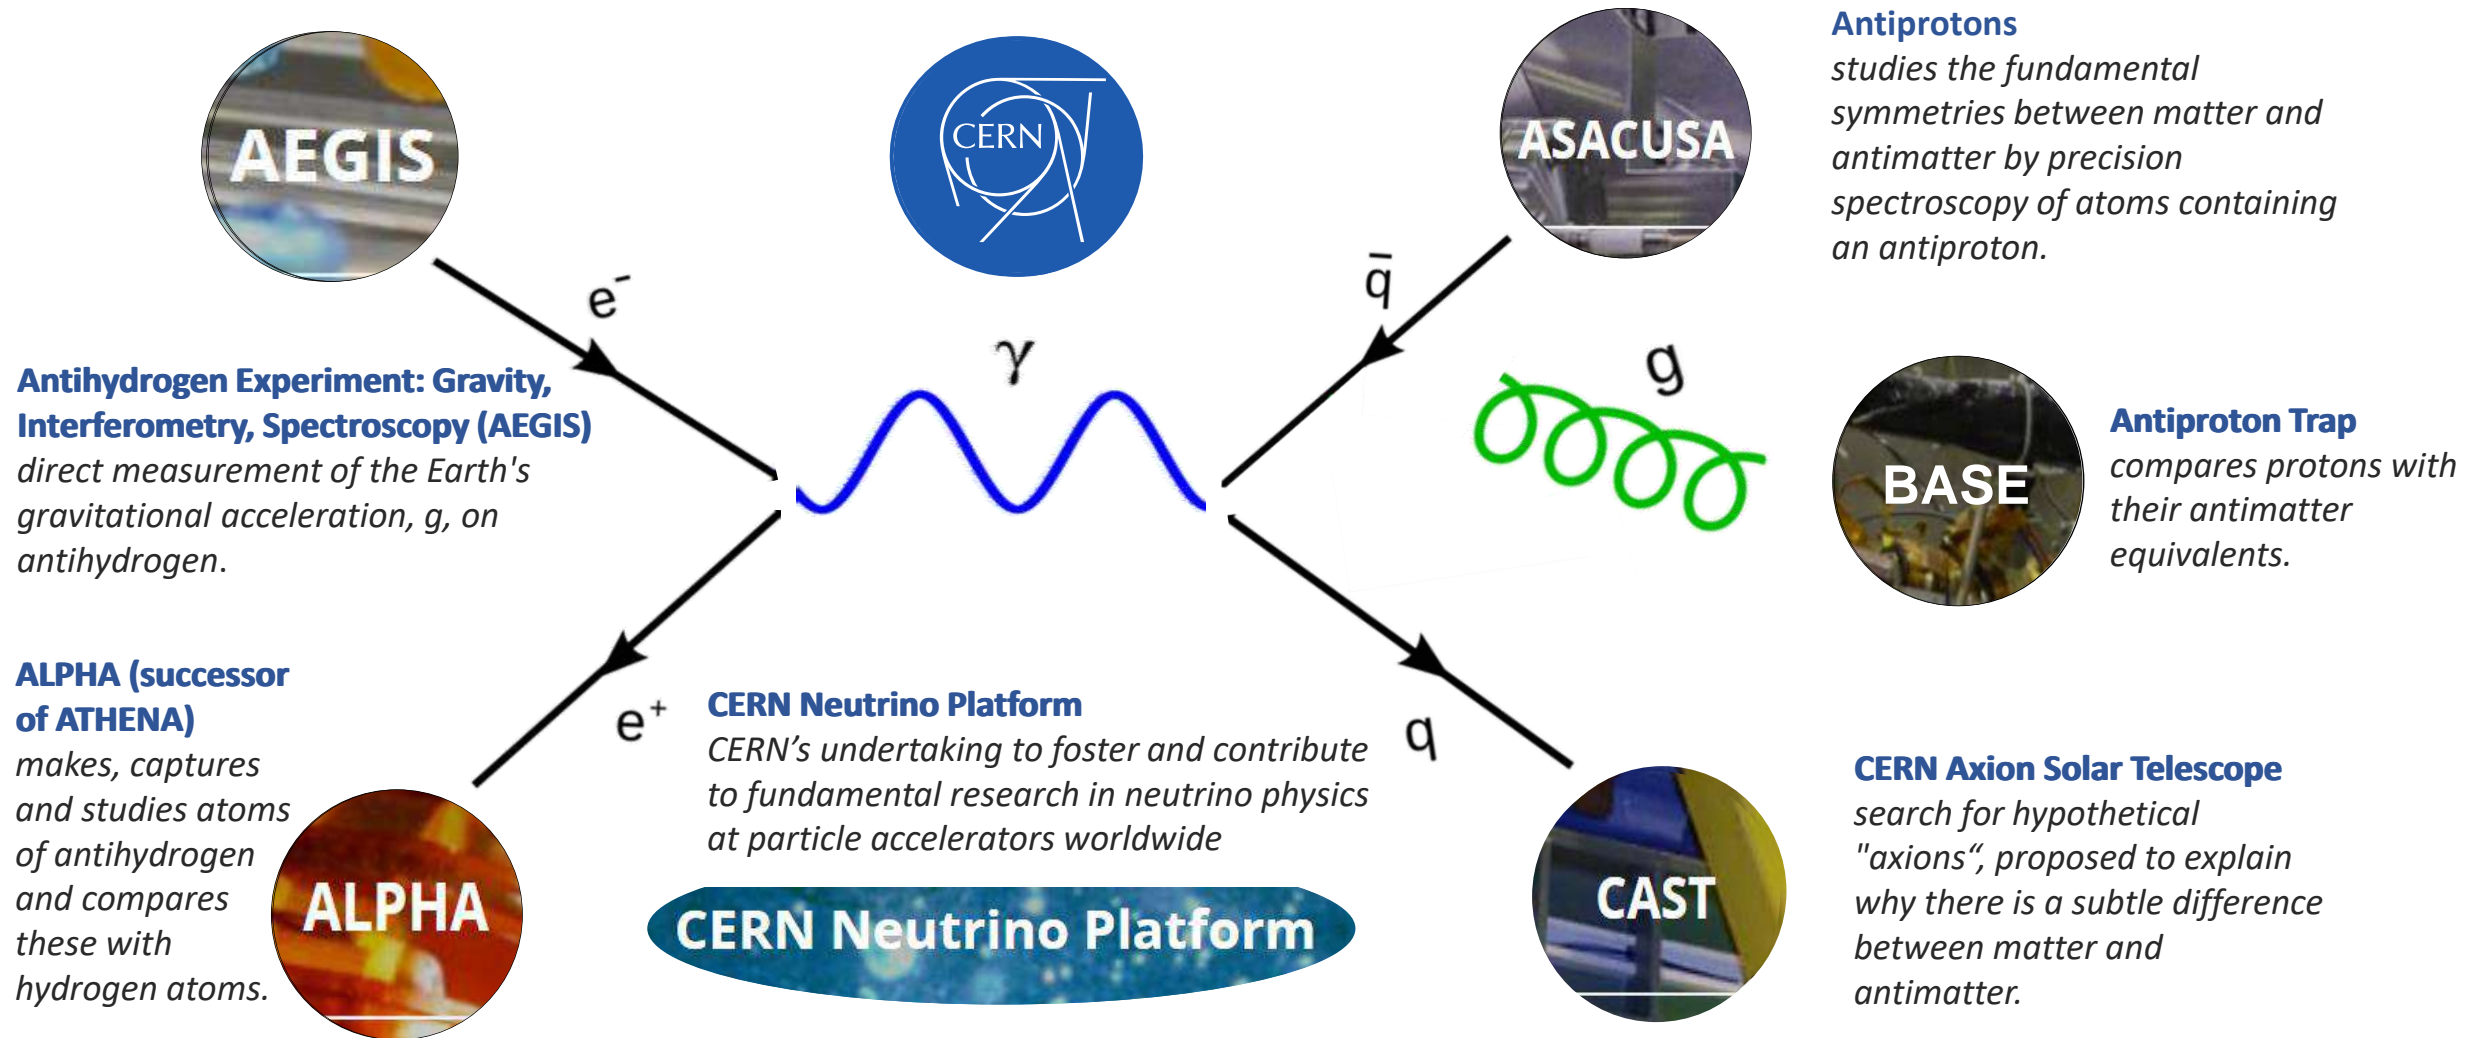 AEGIS
CERN
ASACUSA
Antiprotons
studies the fundamental
symmetries between matter and
antimatter by precision
spectroscopy of atoms containing
an antiproton.
e⁻
γ
q̄
g
Antihydrogen Experiment: Gravity,
Interferometry, Spectroscopy (AEGIS)
direct measurement of the Earth's
gravitational acceleration, g, on
antihydrogen.
BASE
Antiproton Trap
compares protons with
their antimatter
equivalents.
ALPHA (successor
of ATHENA)
makes, captures
and studies atoms
of antihydrogen
and compares
these with
hydrogen atoms.
ALPHA
e⁺
CERN Neutrino Platform
CERN’s undertaking to foster and contribute
to fundamental research in neutrino physics
at particle accelerators worldwide
CERN Neutrino Platform
q
CAST
CERN Axion Solar Telescope
search for hypothetical
"axions“, proposed to explain
why there is a subtle difference
between matter and
antimatter.